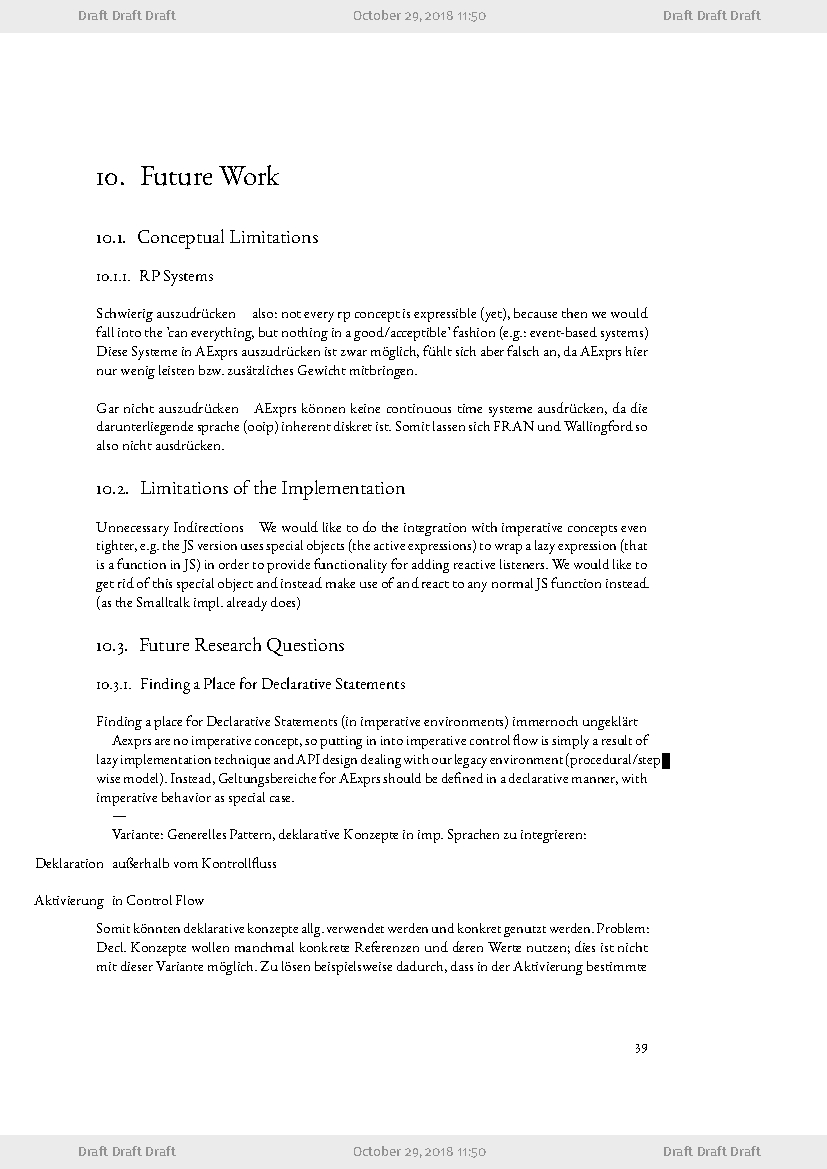 Draft Draft Draft October 29, 2018 11:50 Draft Draft Draft
10. Future Work
10.1. Conceptual Limitations
10.1.1. RP Systems
Schwierig auszudrücken also: not every rp concept is expressible (yet), because then we would
fall into the 'can everything, but nothing in a good/acceptible' fashion (e.g.: event-based systems)
Diese Systeme in AExprs auszudrücken ist zwar möglich, fühlt sich aber falsch an, da AExprs hier
nur wenig leisten bzw. zusätzliches Gewicht mitbringen.
Gar nicht auszudrücken AExprs können keine continuous time systeme ausdrücken, da die
darunterliegende sprache (ooip) inherent diskret ist. Somit lassen sich FRAN und Wallingford so
also nicht ausdrücken.
10.2. Limitations of the Implementation
Unnecessary Indirections We would like to do the integration with imperative concepts even
tighter, e.g. the JS version uses special objects (the active expressions) to wrap a lazy expression (that
is a function in JS) in order to provide functionality for adding reactive listeners. We would like to
get rid of this special object and instead make use of and react to any normal JS function instead.
(as the Smalltalk impl. already does)
10.3. Future Research Questions
10.3.1. Finding a Place for Declarative Statements
Finding a place for Declarative Statements (in imperative environments) immernoch ungeklärt
Aexprs are no imperative concept, so putting in into imperative control flow is simply a result of
lazy implementation technique and API design dealing with our legacy environment (procedural/step
wise model). Instead, Geltungsbereiche for AExprs should be defined in a declarative manner, with
imperative behavior as special case.
—
Variante: Generelles Pattern, deklarative Konzepte in imp. Sprachen zu integrieren:
Deklaration außerhalb vom Kontrollfluss
Aktivierung in Control Flow
Somit könnten deklarative konzepte allg. verwendet werden und konkret genutzt werden. Problem:
Decl. Konzepte wollen manchmal konkrete Referenzen und deren Werte nutzen; dies ist nicht
mit dieser Variante möglich. Zu lösen beispielsweise dadurch, dass in der Aktivierung bestimmte
39
Draft Draft Draft October 29, 2018 11:50 Draft Draft Draft